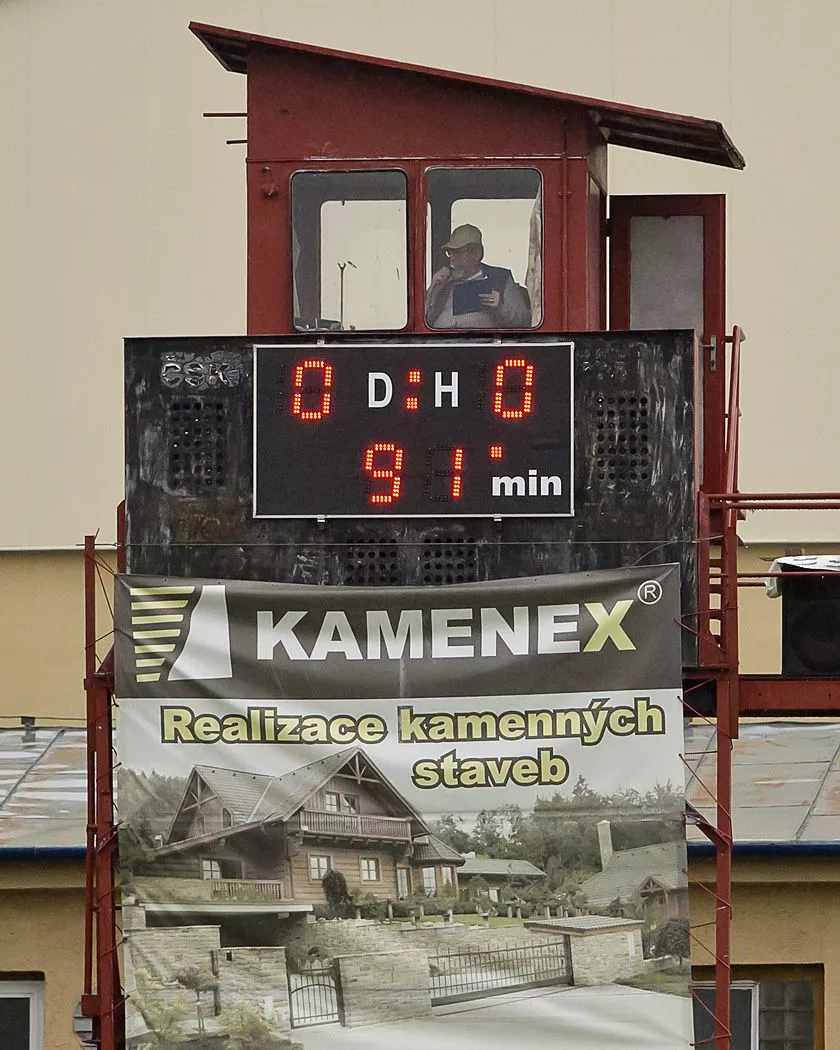 0 D : H 0
91 min
KAMENEX®
Realizace kamenných
staveb